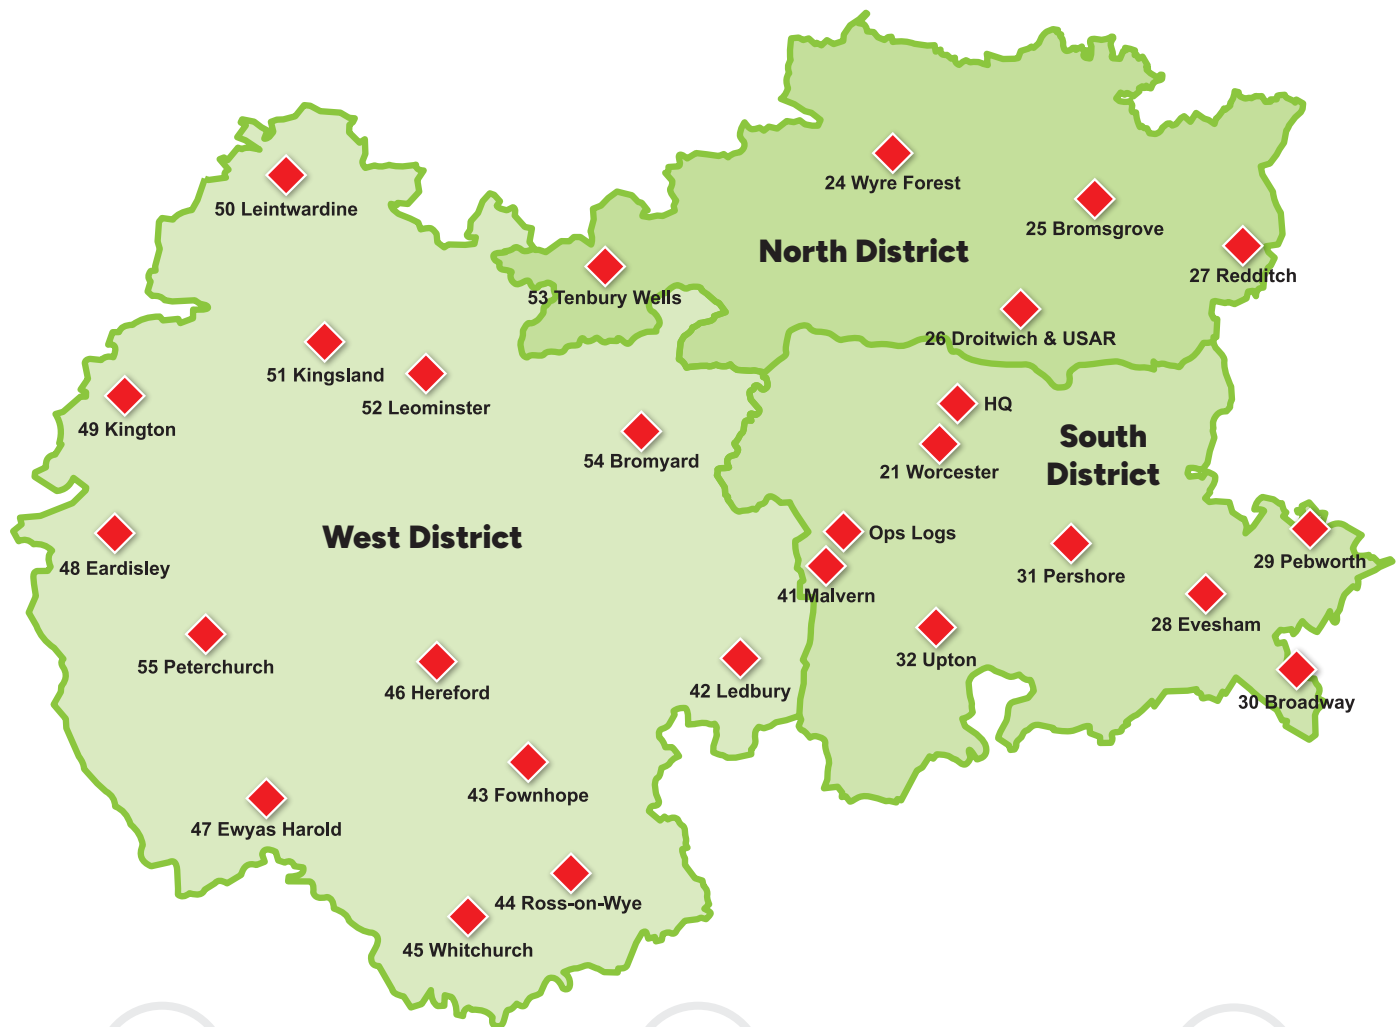 24 Wyre Forest
50 Leintwardine
25 Bromsgrove
North District
27 Redditch
53 Tenbury Wells
26 Droitwich & USAR
51 Kingsland
52 Leominster
HQ
49 Kington
South
District
54 Bromyard
21 Worcester
West District
Ops Logs
48 Eardisley
29 Pebworth
31 Pershore
41 Malvern
28 Evesham
55 Peterchurch
32 Upton
46 Hereford
42 Ledbury
30 Broadway
43 Fownhope
47 Ewyas Harold
44 Ross-on-Wye
45 Whitchurch